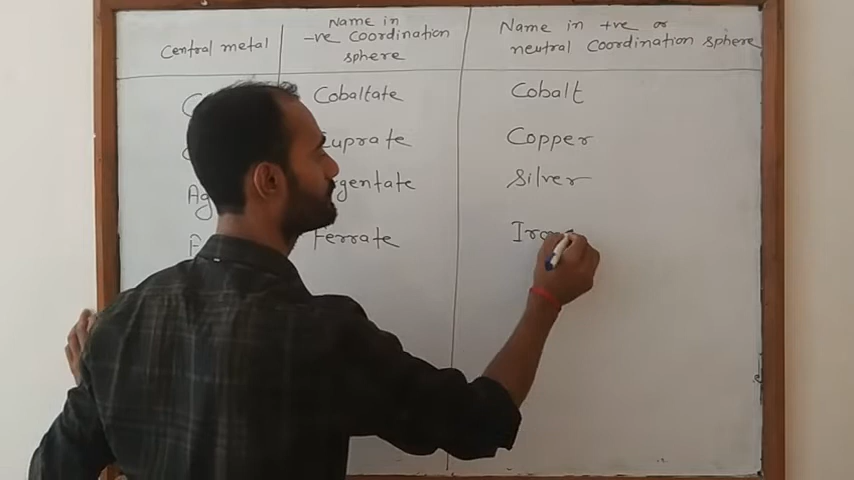 Central metal
Name in
-ve Coordination
sphere
Name in +ve or
neutral Coordination sphere
Cobaltate
Cobalt
Cuprate
Copper
Ag
Argentate
Silver
Ferrate
Iron